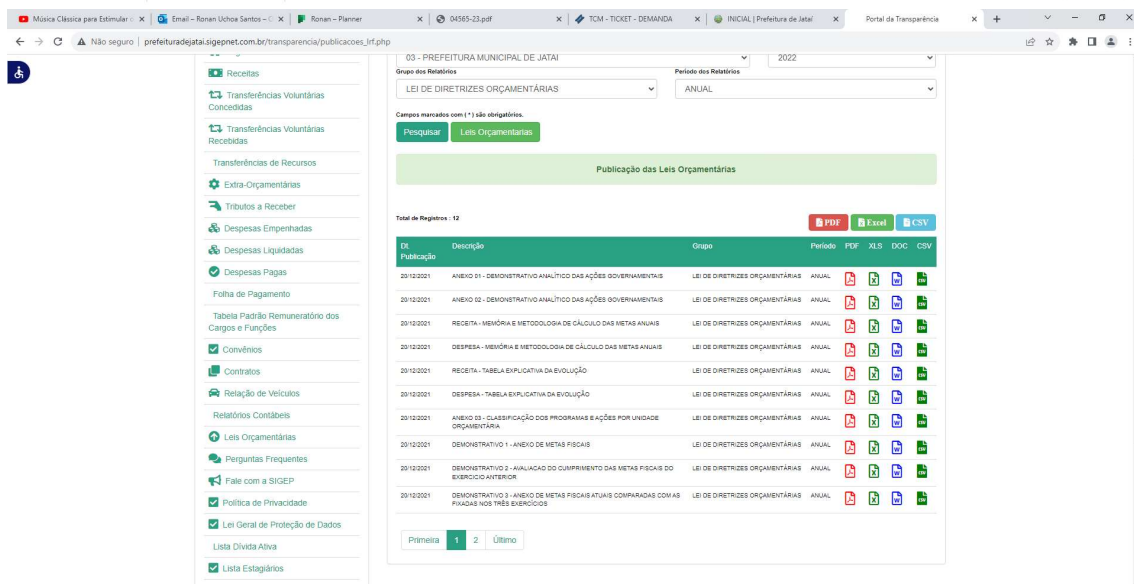 Música Clássica para Estimular o
Email – Ronan Uchoa Santos – O
Ronan – Planner
04565-23.pdf
TCM - TICKET - DEMANDA
INICIAL | Prefeitura de Jataí
Portal da Transparência
Não seguro | prefeituradejatai.sigepnet.com.br/transparencia/publicacoes_lrf.php
Receitas
Transferências Voluntárias
Concedidas
Transferências Voluntárias
Recebidas
Transferências de Recursos
Extra-Orçamentárias
Tributos a Receber
Despesas Empenhadas
Despesas Liquidadas
Despesas Pagas
Folha de Pagamento
Tabela Padrão Remuneratório dos
Cargos e Funções
Convênios
Contratos
Relação de Veículos
Relatórios Contábeis
Leis Orçamentárias
Perguntas Frequentes
Fale com a SIGEP
Política de Privacidade
Lei Geral de Proteção de Dados
Lista Dívida Ativa
Lista Estagiários
03 - PREFEITURA MUNICIPAL DE JATAI 2022
Grupo dos Relatórios Período dos Relatórios
LEI DE DIRETRIZES ORÇAMENTÁRIAS ANUAL
Campos marcados com ( * ) são obrigatórios.
Pesquisar Leis Orçamentarias
Publicação das Leis Orçamentárias
Total de Registros : 12 PDF Excel CSV
Dt. Publicação Descrição Grupo Período PDF XLS DOC CSV
20/12/2021 ANEXO 01 - DEMONSTRATIVO ANALÍTICO DAS AÇÕES GOVERNAMENTAIS LEI DE DIRETRIZES ORÇAMENTÁRIAS ANUAL
20/12/2021 ANEXO 02 - DEMONSTRATIVO ANALÍTICO DAS AÇÕES GOVERNAMENTAIS LEI DE DIRETRIZES ORÇAMENTÁRIAS ANUAL
20/12/2021 RECEITA - MEMÓRIA E METODOLOGIA DE CÁLCULO DAS METAS ANUAIS LEI DE DIRETRIZES ORÇAMENTÁRIAS ANUAL
20/12/2021 DESPESA - MEMÓRIA E METODOLOGIA DE CÁLCULO DAS METAS ANUAIS LEI DE DIRETRIZES ORÇAMENTÁRIAS ANUAL
20/12/2021 RECEITA - TABELA EXPLICATIVA DA EVOLUÇÃO LEI DE DIRETRIZES ORÇAMENTÁRIAS ANUAL
20/12/2021 DESPESA - TABELA EXPLICATIVA DA EVOLUÇÃO LEI DE DIRETRIZES ORÇAMENTÁRIAS ANUAL
20/12/2021 ANEXO 03 - CLASSIFICAÇÃO DOS PROGRAMAS E AÇÕES POR UNIDADE LEI DE DIRETRIZES ORÇAMENTÁRIAS ANUAL
ORÇAMENTÁRIA
20/12/2021 DEMONSTRATIVO 1 - ANEXO DE METAS FISCAIS LEI DE DIRETRIZES ORÇAMENTÁRIAS ANUAL
20/12/2021 DEMONSTRATIVO 2 - AVALIACAO DO CUMPRIMENTO DAS METAS FISCAIS DO LEI DE DIRETRIZES ORÇAMENTÁRIAS ANUAL
EXERCICIO ANTERIOR
20/12/2021 DEMONSTRATIVO 3 - ANEXO DE METAS FISCAIS ATUAIS COMPARADAS COM AS LEI DE DIRETRIZES ORÇAMENTÁRIAS ANUAL
FIXADAS NOS TRÊS EXERCÍCIOS
Primeira 1 2 Último